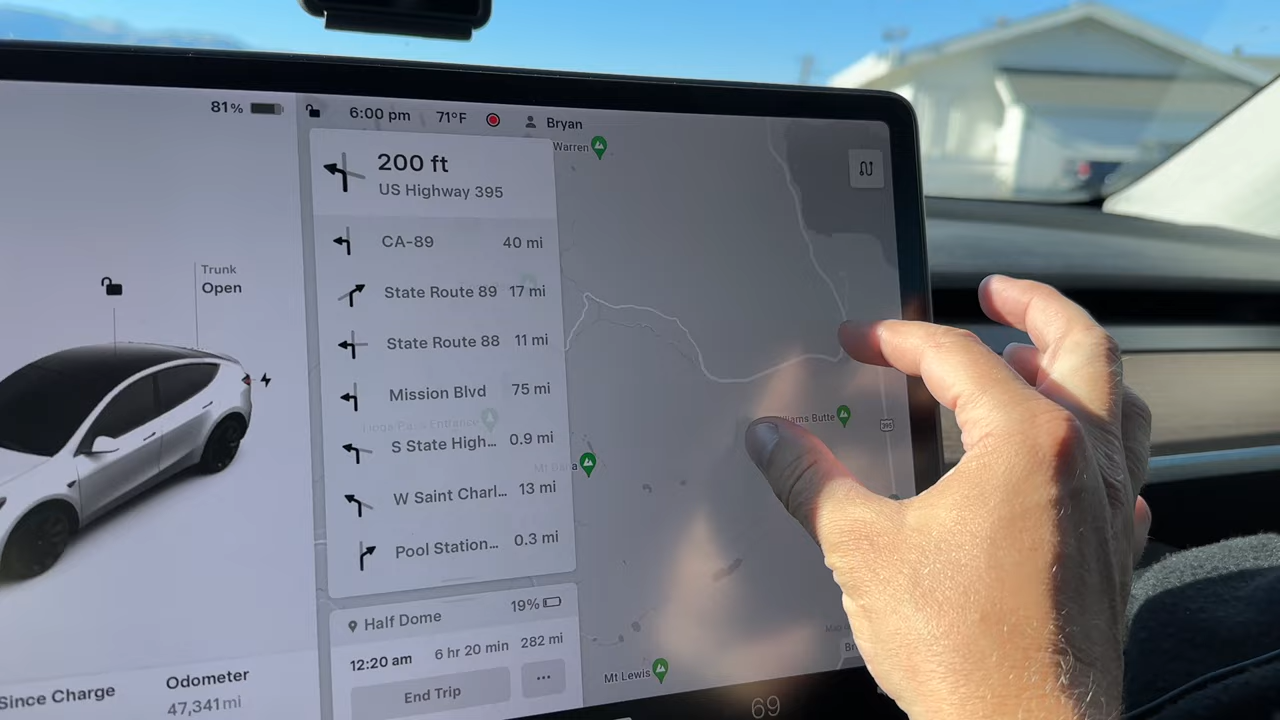 81%
6:00 pm
71°F
Bryan
200 ft
US Highway 395
CA-89 40 mi
State Route 89 17 mi
State Route 88 11 mi
Mission Blvd 75 mi
S State High... 0.9 mi
W Saint Charl... 13 mi
Pool Station... 0.3 mi
Half Dome 19%
12:20 am 6 hr 20 min 282 mi
End Trip
...
Trunk
Open
Since Charge
Odometer
47,341 mi
Warren
Butte
395
Mt Lewis
69